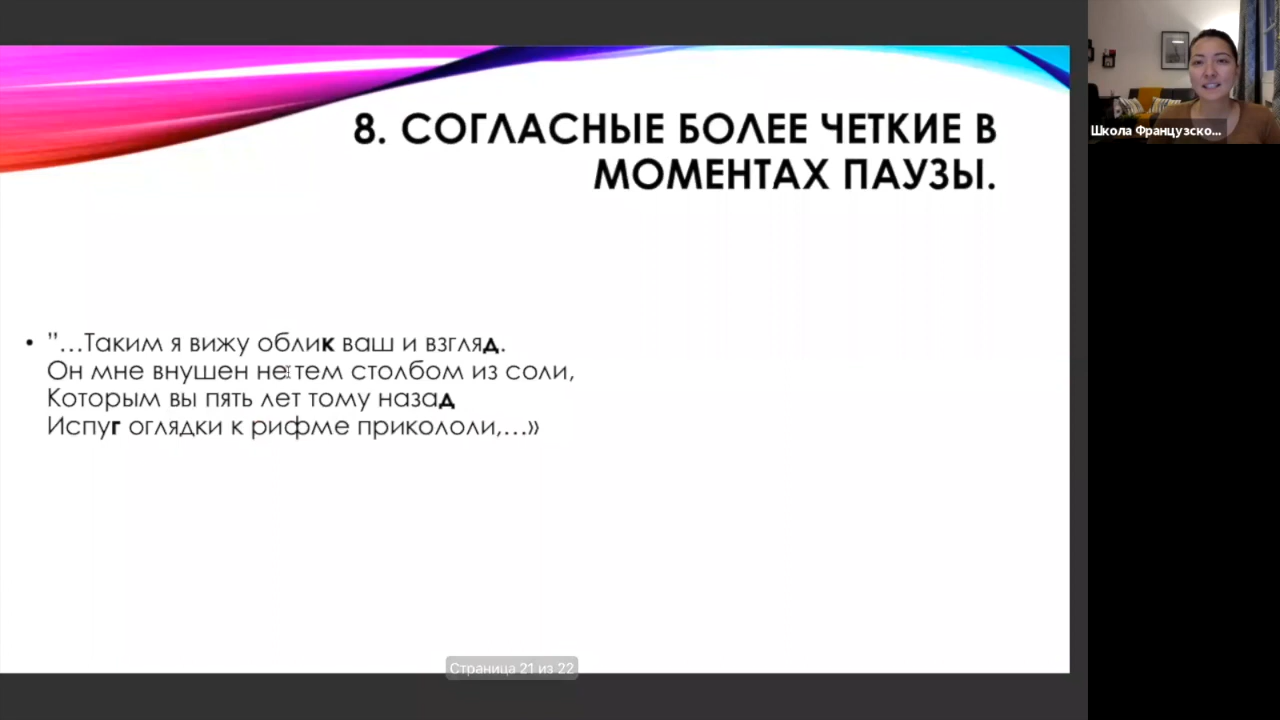 8. СОГЛАСНЫЕ БОЛЕЕ ЧЕТКИЕ В
МОМЕНТАХ ПАУЗЫ.
• ”…Таким я вижу облик ваш и взгляд.
Он мне внушен не тем столбом из соли,
Которым вы пять лет тому назад
Испуг оглядки к рифме прикололи,…»
Страница 21 из 22
Школа Французско...